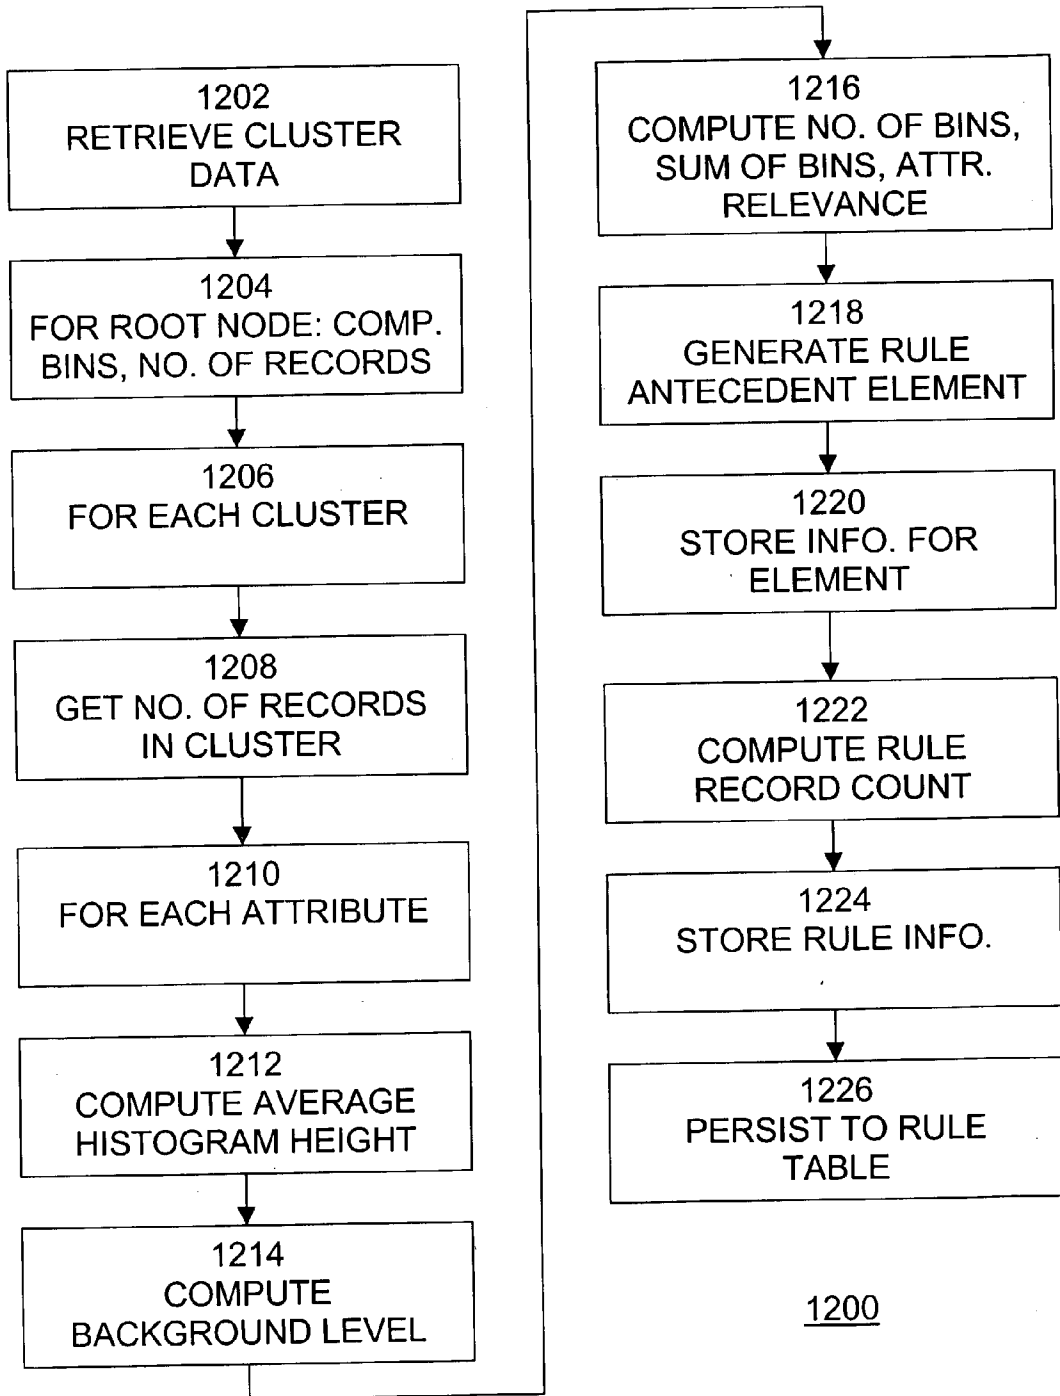 1202
RETRIEVE CLUSTER
DATA
1204
FOR ROOT NODE: COMP.
BINS, NO. OF RECORDS
1206
FOR EACH CLUSTER
1208
GET NO. OF RECORDS
IN CLUSTER
1210
FOR EACH ATTRIBUTE
1212
COMPUTE AVERAGE
HISTOGRAM HEIGHT
1214
COMPUTE
BACKGROUND LEVEL
1216
COMPUTE NO. OF BINS,
SUM OF BINS, ATTR.
RELEVANCE
1218
GENERATE RULE
ANTECEDENT ELEMENT
1220
STORE INFO. FOR
ELEMENT
1222
COMPUTE RULE
RECORD COUNT
1224
STORE RULE INFO.
1226
PERSIST TO RULE
TABLE
1200